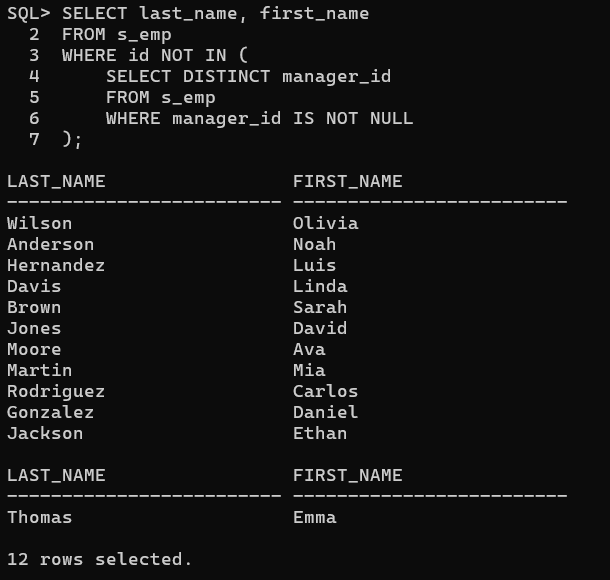 SQL> SELECT last_name, first_name
  2  FROM s_emp
  3  WHERE id NOT IN (
  4      SELECT DISTINCT manager_id
  5      FROM s_emp
  6      WHERE manager_id IS NOT NULL
  7  );
LAST_NAME                 FIRST_NAME
------------------------- -------------------------
Wilson                    Olivia
Anderson                  Noah
Hernandez                 Luis
Davis                     Linda
Brown                     Sarah
Jones                     David
Moore                     Ava
Martin                    Mia
Rodriguez                 Carlos
Gonzalez                  Daniel
Jackson                   Ethan
LAST_NAME                 FIRST_NAME
------------------------- -------------------------
Thomas                    Emma
12 rows selected.